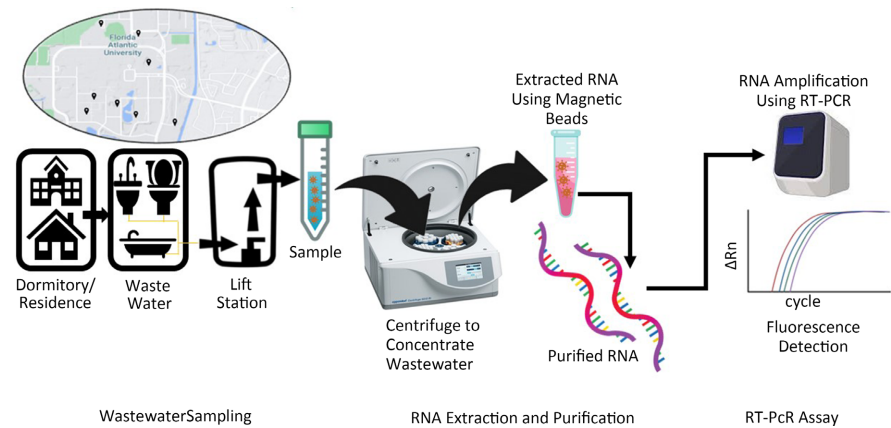 Florida
Atlantic
University
Dormitory/
Residence
Waste
Water
Lift
Station
Sample
Centrifuge to
Concentrate
Wastewater
Extracted RNA
Using Magnetic
Beads
Purified RNA
RNA Amplification
Using RT-PCR
ΔRn
cycle
Fluorescence
Detection
WastewaterSampling
RNA Extraction and Purification
RT-PcR Assay